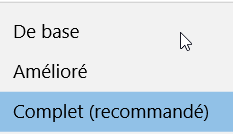 De base
Amélioré
Complet (recommandé)